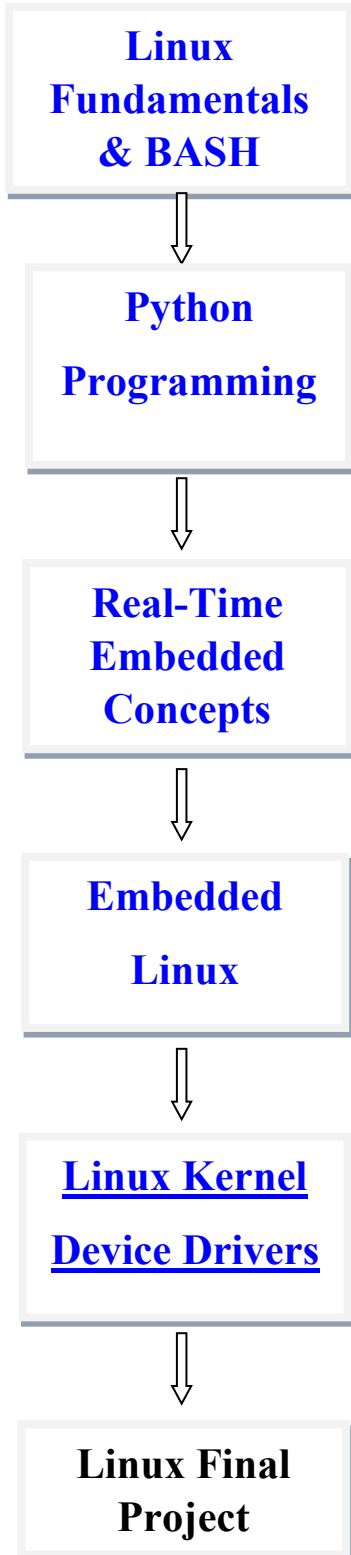 Linux
Fundamentals
& BASH
Python
Programming
Real-Time
Embedded
Concepts
Embedded
Linux
Linux Kernel
Device Drivers
Linux Final
Project